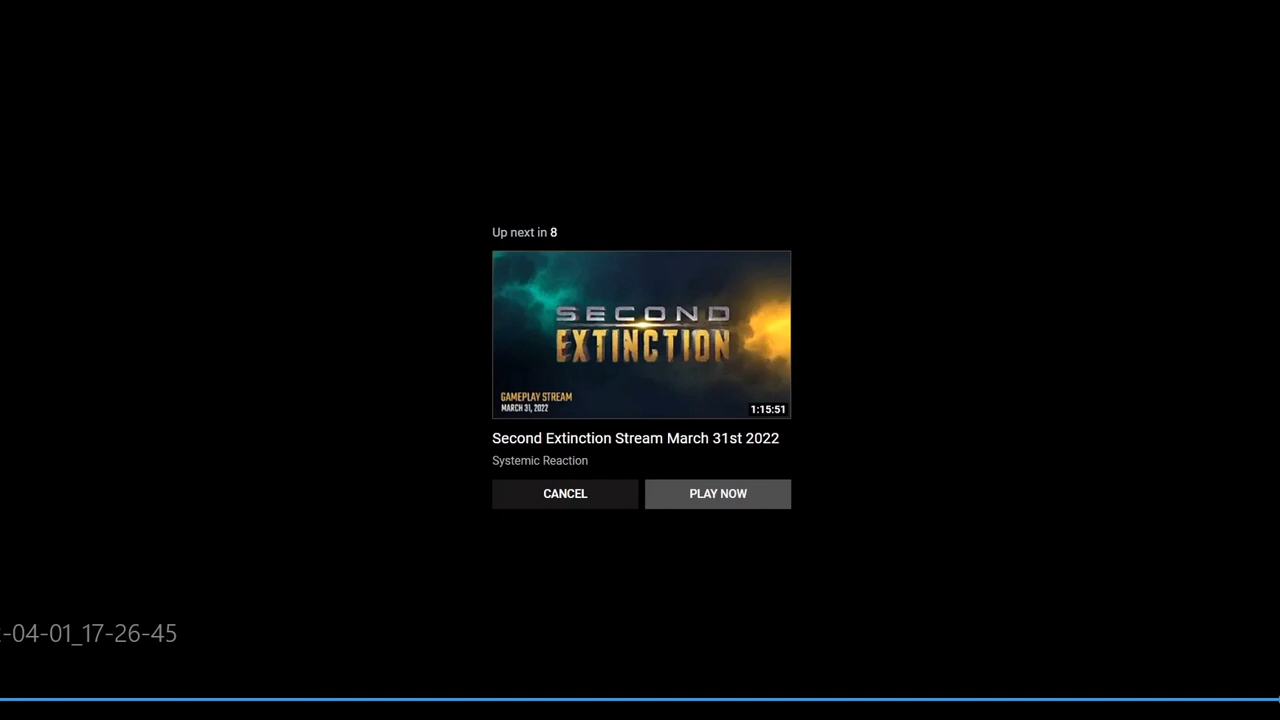 Up next in 8
SECOND
EXTINCTION
GAMEPLAY STREAM
MARCH 31, 2022
1:15:51
Second Extinction Stream March 31st 2022
Systemic Reaction
CANCEL
PLAY NOW
-04-01_17-26-45